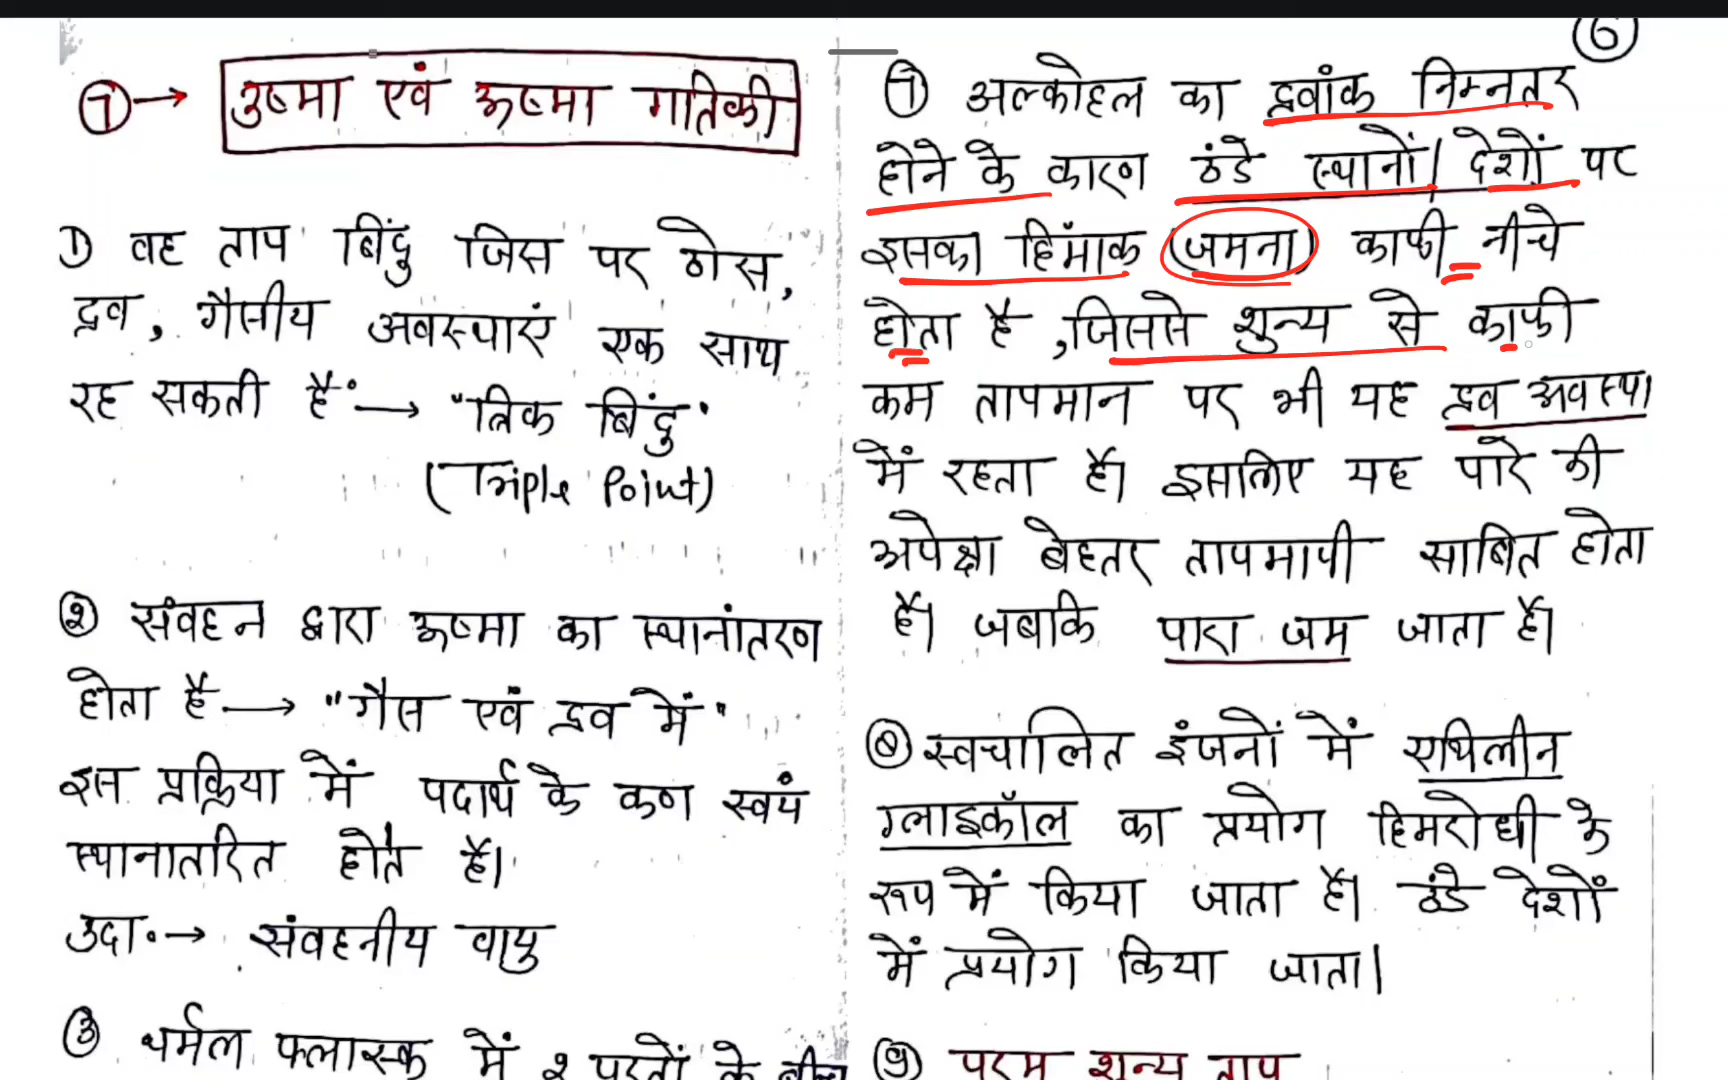 ⑦→ उष्मा एवं ऊष्मा गतिकी
① वह ताप बिंदु जिस पर ठोस,
द्रव, गैसीय अवस्थाएं एक साथ
रह सकती हैं:→ "त्रिक बिंदु"
(Triple Point)
② संवहन द्वारा ऊष्मा का स्थानांतरण
होता है → "गैस एवं द्रव में"
इस प्रक्रिया में पदार्थ के कण स्वयं
स्थानातरित होते है।
उदा.→ संवहनीय वायु
③ थर्मल फ्लास्क में २ परतों के बीच
⑥
⑦ अल्कोहल का द्रवांक निम्नतर
होने के कारण ठंडे स्थानों/देशों पर
इसका हिमांक (जमना) काफी नीचे
होता है, जिससे शुन्य से काफी
कम तापमान पर भी यह द्रव अवस्था
में रहता है। इसलिए यह पारे की
अपेक्षा बेहतर तापमापी साबित होता
है। जबकि पारा जम जाता है।
⑧ स्वचालित इंजनों में एथिलीन
ग्लाइकॉल का प्रयोग हिमरोधी के
रूप में किया जाता है। ठंडे देशों
में प्रयोग किया जाता।
⑨ परम शून्य ताप